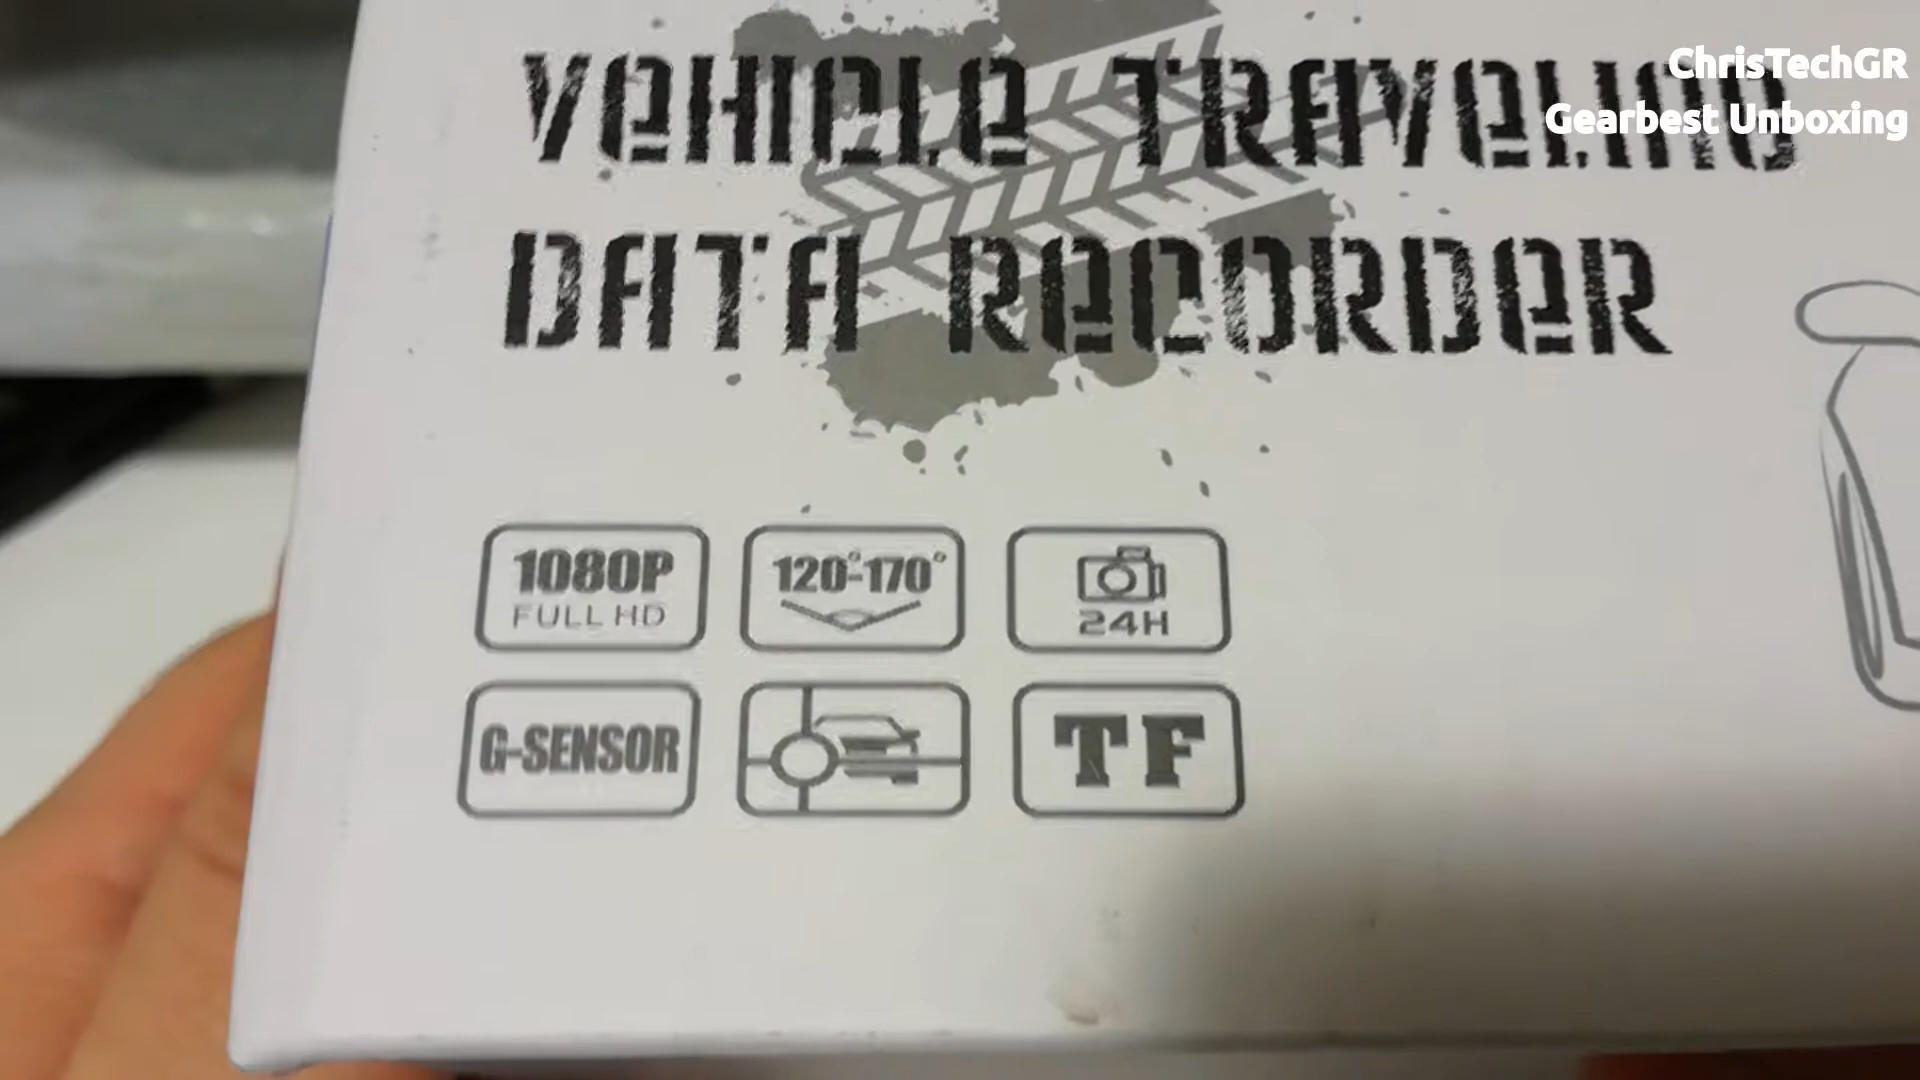 VEHICLE TRAVELING
DATA RECORDER
ChrisTechGR
Gearbest Unboxing
1080P
FULL HD
120°-170°
24H
G-SENSOR
TF